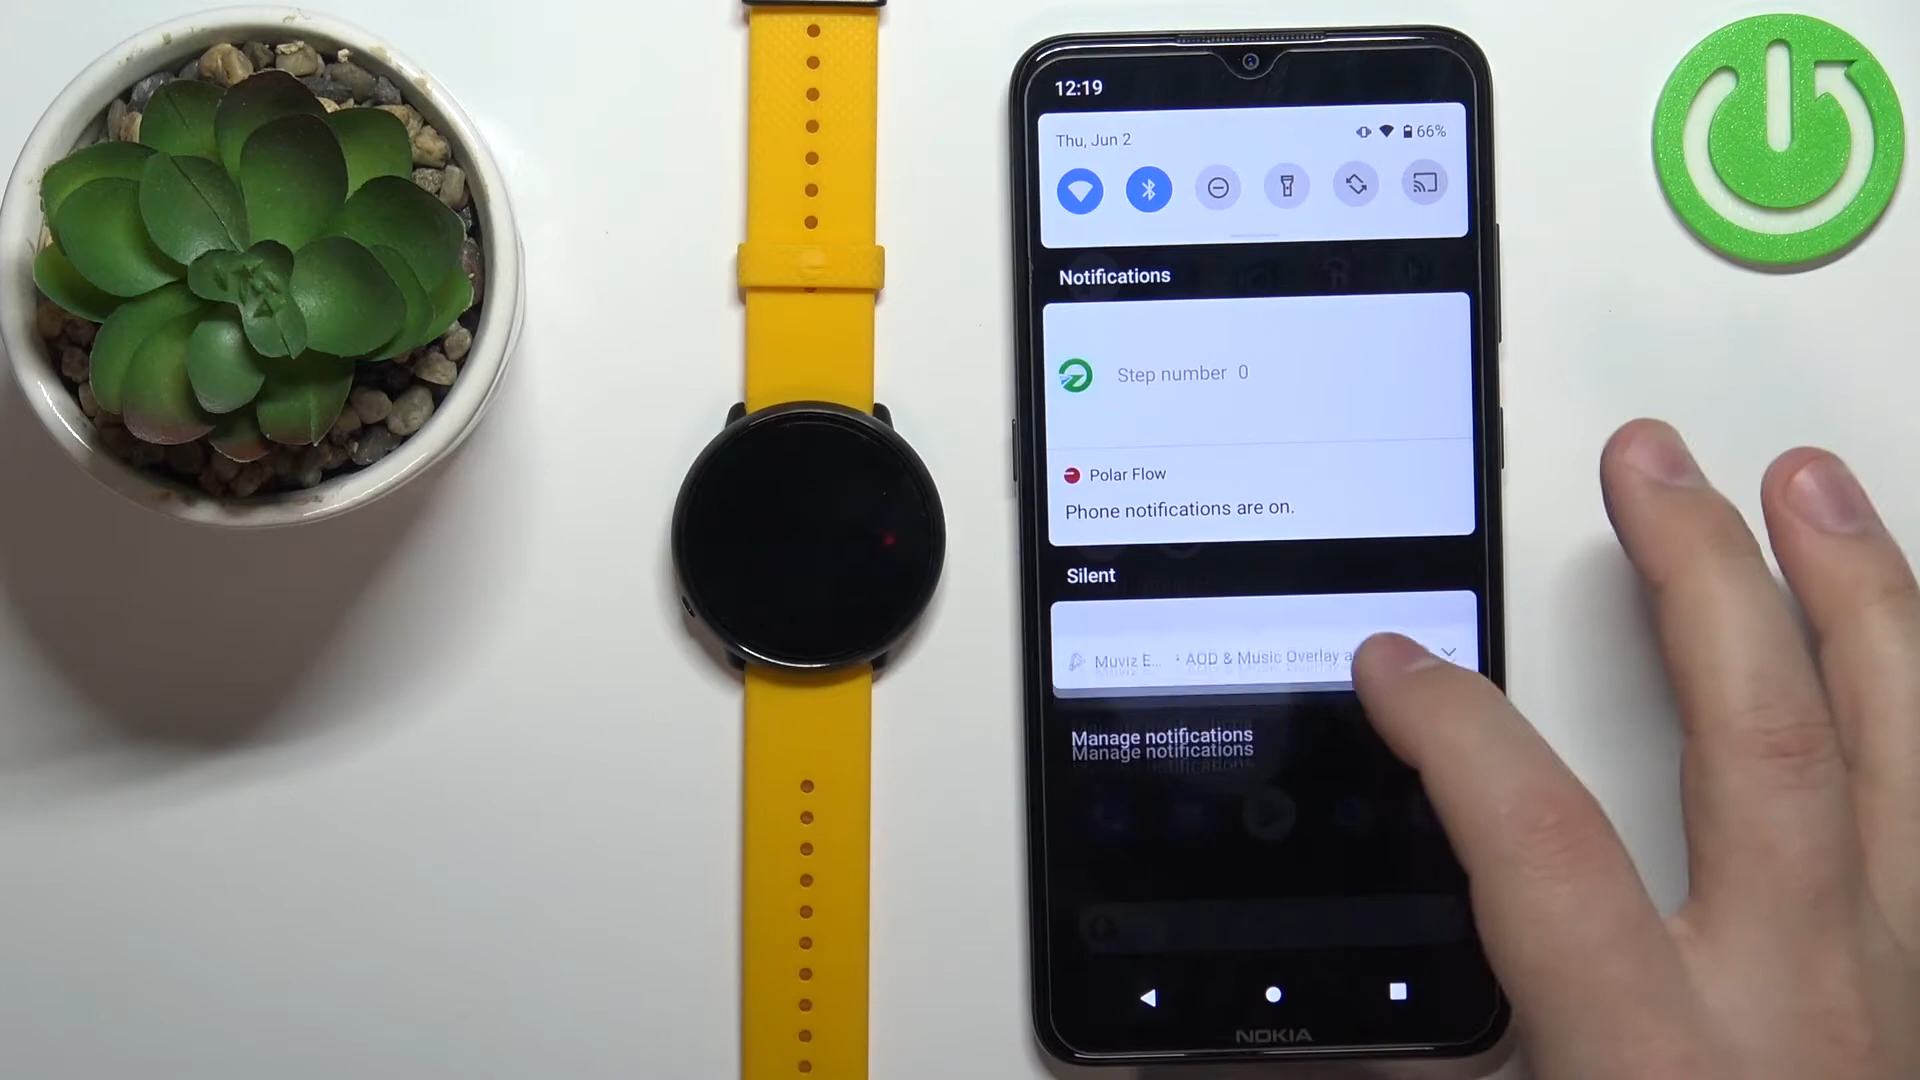 12:19
Thu, Jun 2
66%
Notifications
Step number 0
Polar Flow
Phone notifications are on.
Silent
Muviz E... • AOD & Music Overlay
Manage notifications
NOKIA